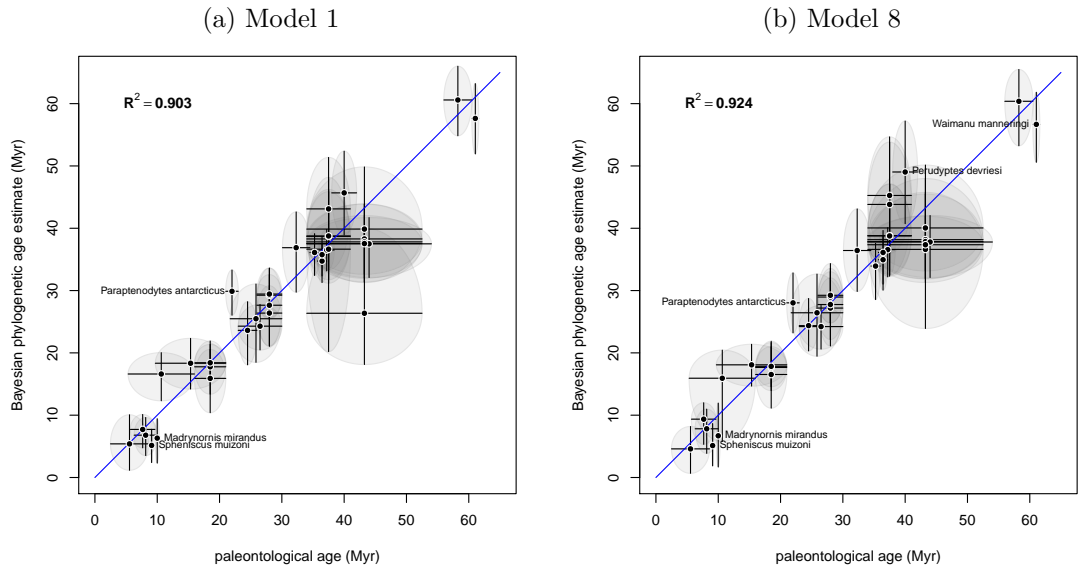 (a) Model 1
R² = 0.903
Paraptenodytes antarcticus
Madrynornis mirandus
Spheniscus muizoni
Bayesian phylogenetic age estimate (Myr)
60
50
40
30
20
10
0
0 10 20 30 40 50 60
paleontological age (Myr)
(b) Model 8
R² = 0.924
Waimanu manneringi
Perudyptes devriesi
Paraptenodytes antarcticus
Madrynornis mirandus
Spheniscus muizoni
Bayesian phylogenetic age estimate (Myr)
60
50
40
30
20
10
0
0 10 20 30 40 50 60
paleontological age (Myr)